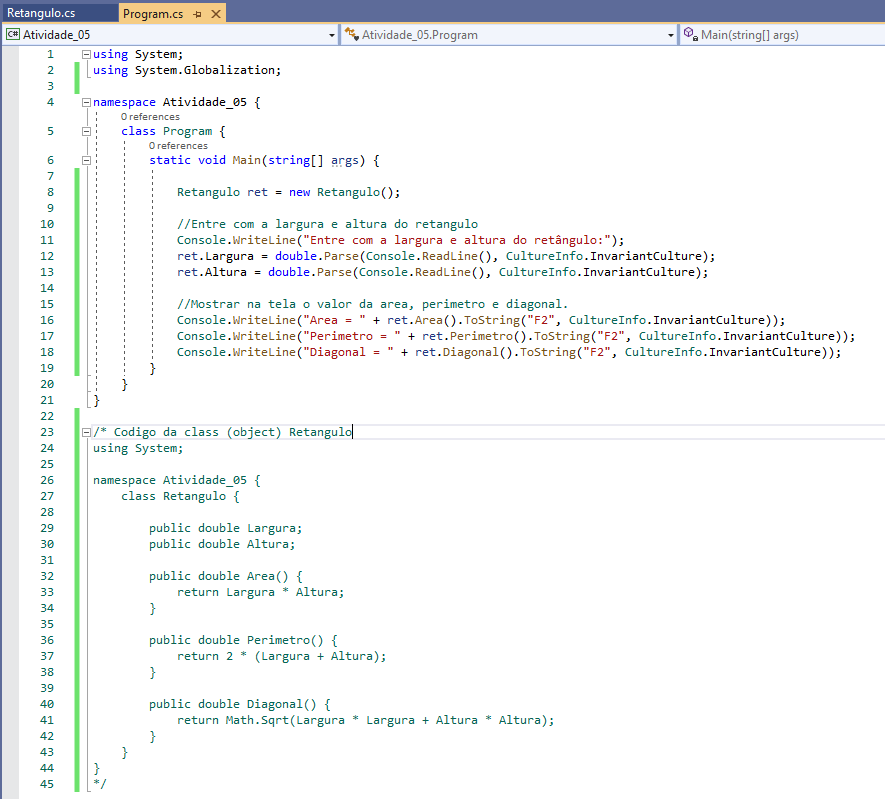 Retangulo.cs Program.cs
C# Atividade_05 Atividade_05.Program Main(string[] args)
1 using System;
2 using System.Globalization;
3
4 namespace Atividade_05 {
0 references
5 class Program {
0 references
6 static void Main(string[] args) {
7
8 Retangulo ret = new Retangulo();
9
10 //Entre com a largura e altura do retangulo
11 Console.WriteLine("Entre com a largura e altura do retângulo:");
12 ret.Largura = double.Parse(Console.ReadLine(), CultureInfo.InvariantCulture);
13 ret.Altura = double.Parse(Console.ReadLine(), CultureInfo.InvariantCulture);
14
15 //Mostrar na tela o valor da area, perimetro e diagonal.
16 Console.WriteLine("Area = " + ret.Area().ToString("F2", CultureInfo.InvariantCulture));
17 Console.WriteLine("Perimetro = " + ret.Perimetro().ToString("F2", CultureInfo.InvariantCulture));
18 Console.WriteLine("Diagonal = " + ret.Diagonal().ToString("F2", CultureInfo.InvariantCulture));
19 }
20 }
21 }
22
23 /* Codigo da class (object) Retangulo
24 using System;
25
26 namespace Atividade_05 {
27 class Retangulo {
28
29 public double Largura;
30 public double Altura;
31
32 public double Area() {
33 return Largura * Altura;
34 }
35
36 public double Perimetro() {
37 return 2 * (Largura + Altura);
38 }
39
40 public double Diagonal() {
41 return Math.Sqrt(Largura * Largura + Altura * Altura);
42 }
43 }
44 }
45 */